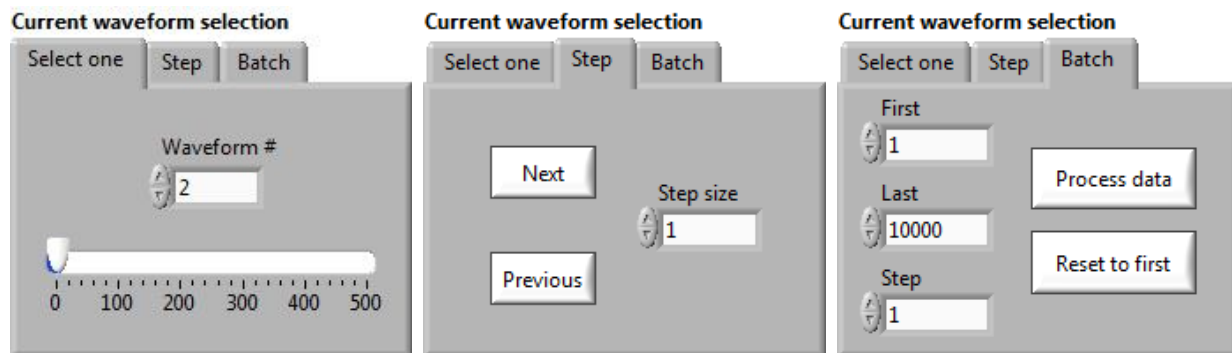 Current waveform selection
Select one Step Batch
Waveform #
2
0 100 200 300 400 500
Current waveform selection
Select one Step Batch
Next
Step size
1
Previous
Current waveform selection
Select one Step Batch
First
1
Process data
Last
10000
Reset to first
Step
1